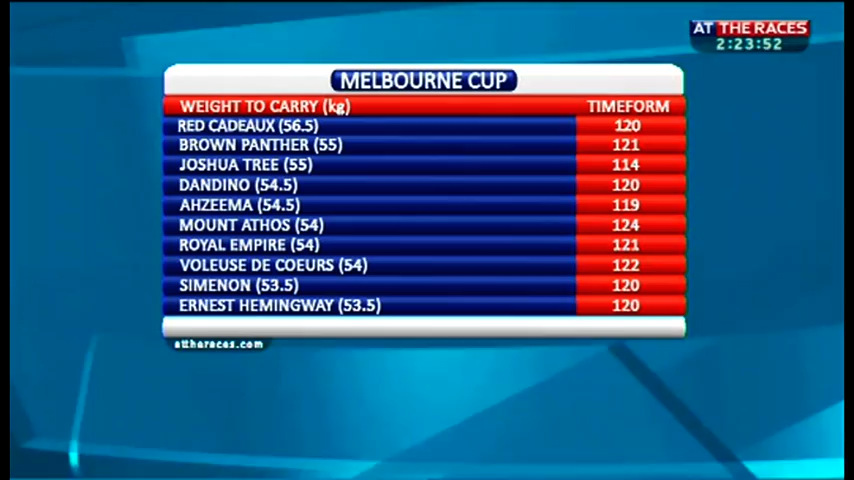 AT THE RACES
2:23:52
MELBOURNE CUP
WEIGHT TO CARRY (kg) TIMEFORM
RED CADEAUX (56.5) 120
BROWN PANTHER (55) 121
JOSHUA TREE (55) 114
DANDINO (54.5) 120
AHZEEMA (54.5) 119
MOUNT ATHOS (54) 124
ROYAL EMPIRE (54) 121
VOLEUSE DE COEURS (54) 122
SIMENON (53.5) 120
ERNEST HEMINGWAY (53.5) 120
attheraces.com